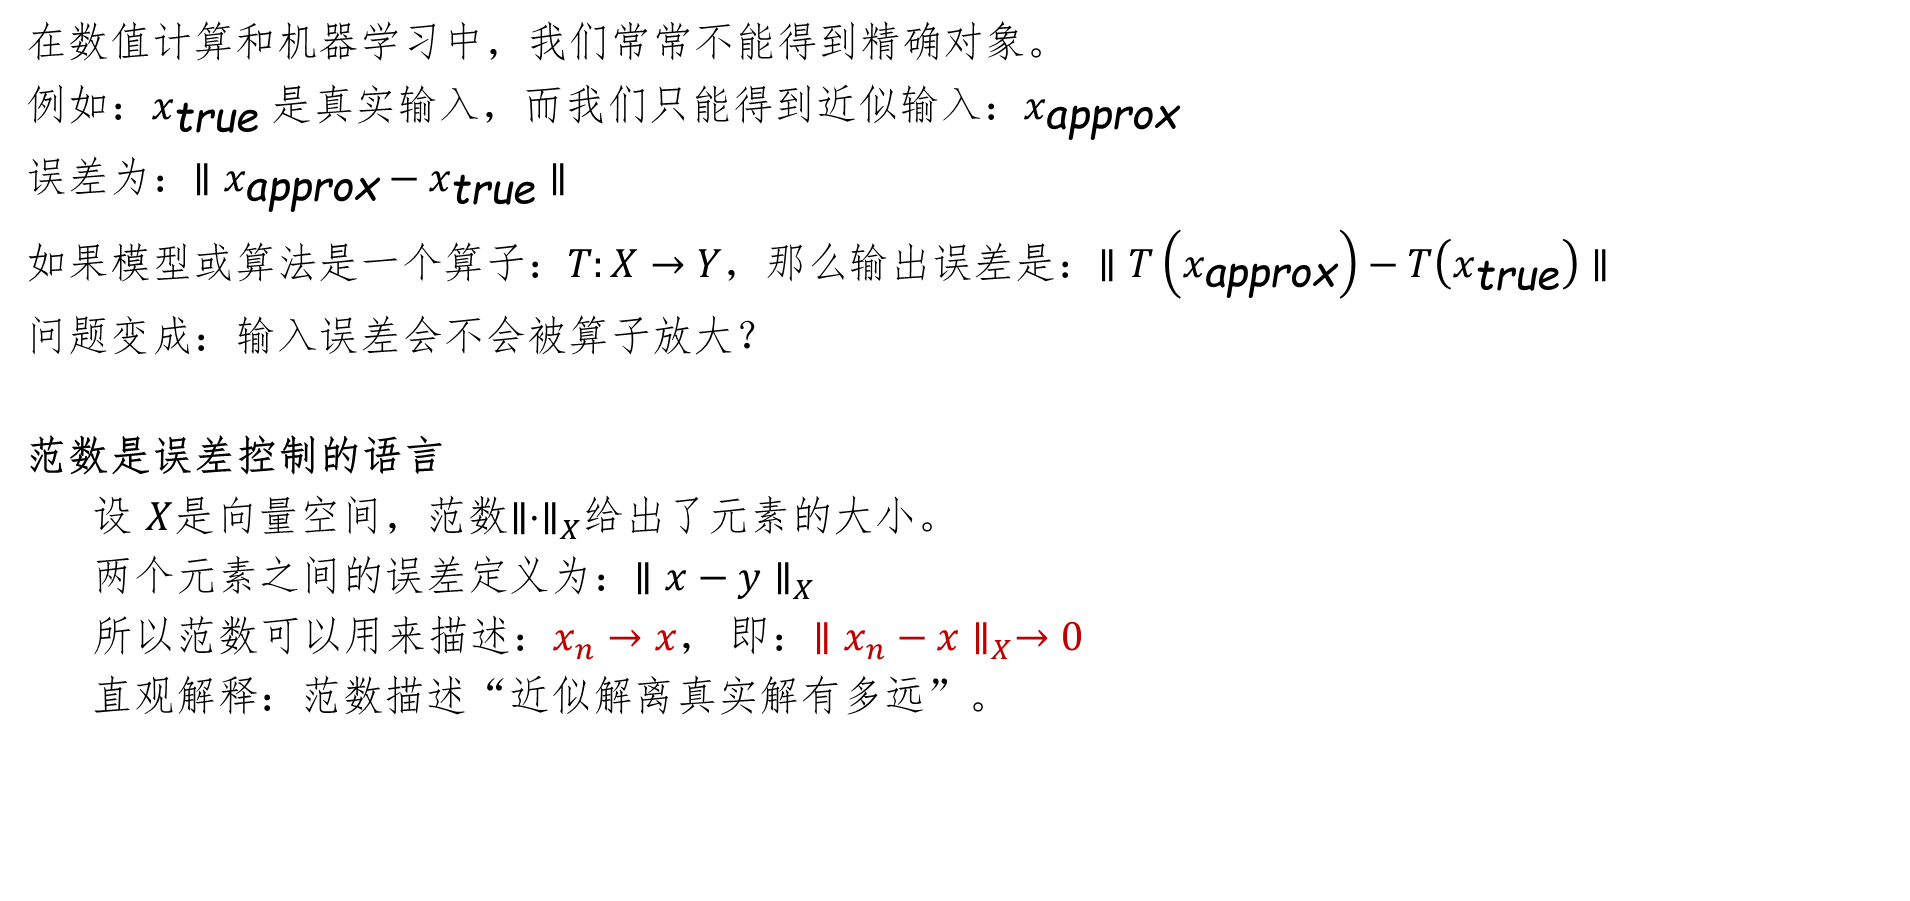 在数值计算和机器学习中，我们常常不能得到精确对象。
例如：x_true 是真实输入，而我们只能得到近似输入：x_approx
误差为：‖ x_approx − x_true ‖
如果模型或算法是一个算子：T: X → Y，那么输出误差是：‖ T(x_approx) − T(x_true) ‖
问题变成：输入误差会不会被算子放大？
范数是误差控制的语言
设 X是向量空间，范数‖·‖_X给出了元素的大小。
两个元素之间的误差定义为：‖ x − y ‖_X
所以范数可以用来描述：x_n → x， 即：‖ x_n − x ‖_X → 0
直观解释：范数描述“近似解离真实解有多远”。